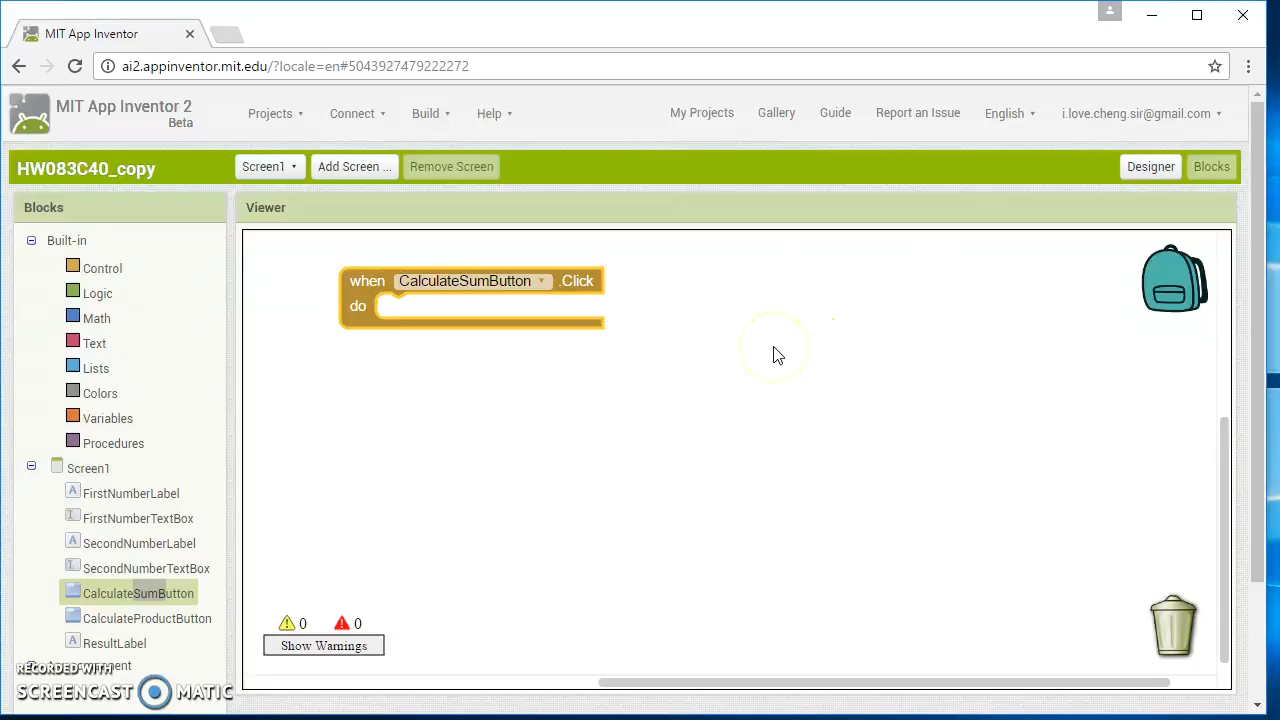 MIT App Inventor
ai2.appinventor.mit.edu/?locale=en#5043927479222272
MIT App Inventor 2
Beta
Projects Connect Build Help My Projects Gallery Guide Report an Issue English i.love.cheng.sir@gmail.com
HW083C40_copy Screen1 Add Screen ... Remove Screen Designer Blocks
Blocks Viewer
Built-in
Control
Logic
Math
Text
Lists
Colors
Variables
Procedures
Screen1
FirstNumberLabel
FirstNumberTextBox
SecondNumberLabel
SecondNumberTextBox
CalculateSumButton
CalculateProductButton
ResultLabel
when CalculateSumButton .Click
do
0 0
Show Warnings
RECORDED WITH
SCREENCAST MATIC